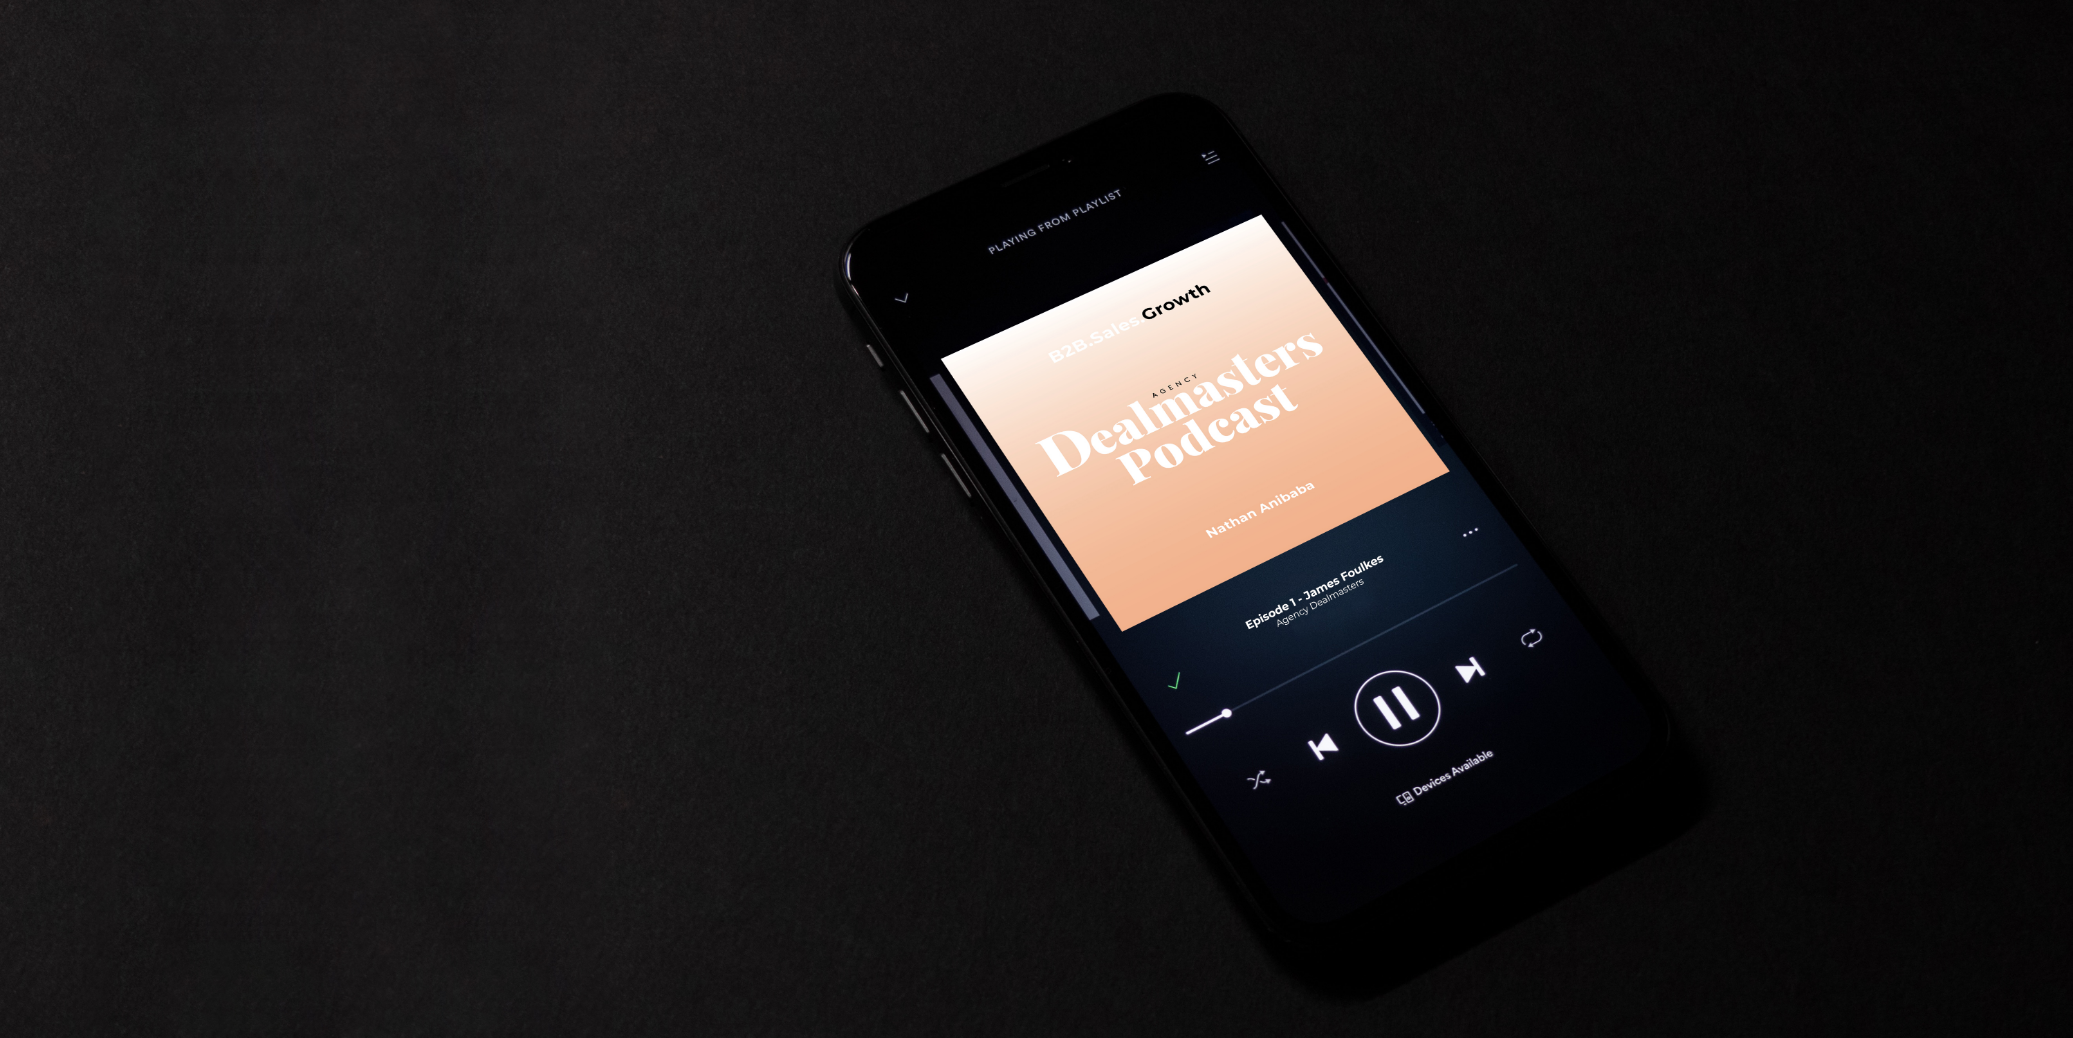 PLAYING FROM PLAYLIST
B2B.Sales.Growth
AGENCY
Dealmasters
Podcast
Nathan Anibaba
Episode 1 - James Foulkes
Agency Dealmasters
Devices Available